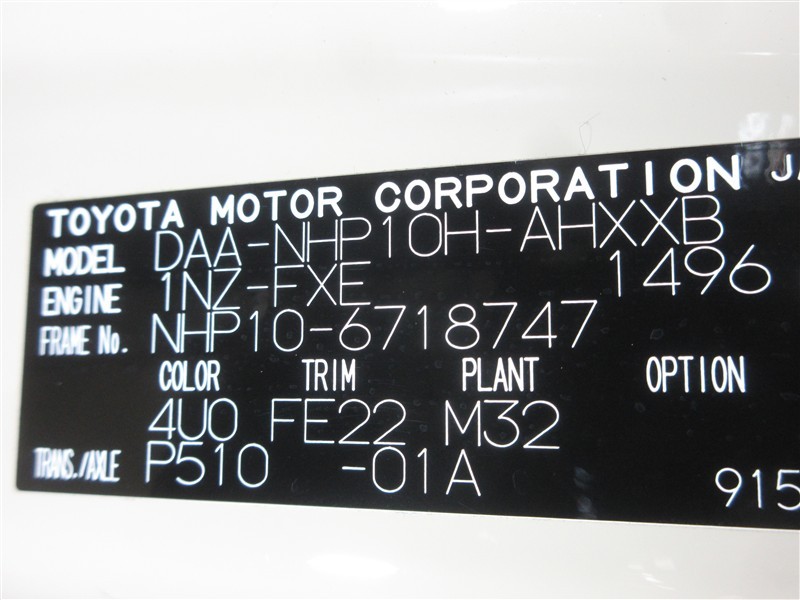 TOYOTA MOTOR CORPORATION JA
MODEL DAA-NHP10H-AHXXB
ENGINE 1NZ-FXE 1496
FRAME No. NHP10-6718747
COLOR TRIM PLANT OPTION
4U0 FE22 M32
TRANS./AXLE P510 -01A
915